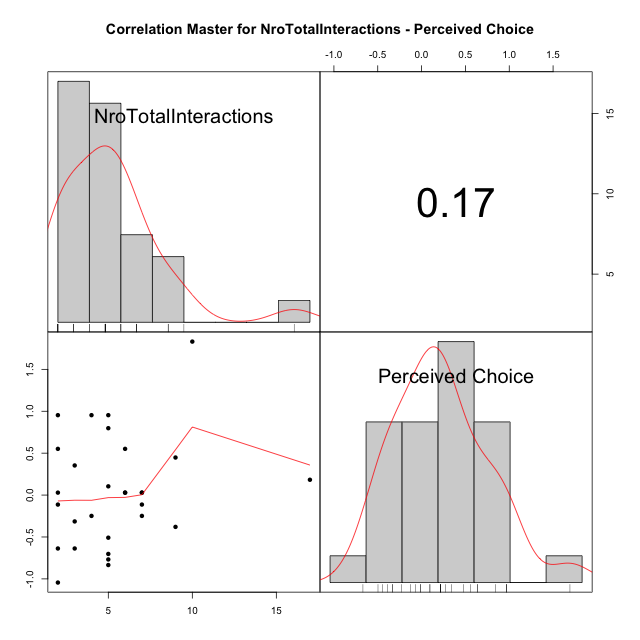 Correlation Master for NroTotalInteractions - Perceived Choice
-1.0 -0.5 0.0 0.5 1.0 1.5
NroTotalInteractions
0.17
15
10
5
1.5
1.0
0.5
0.0
-0.5
-1.0
Perceived Choice
5 10 15